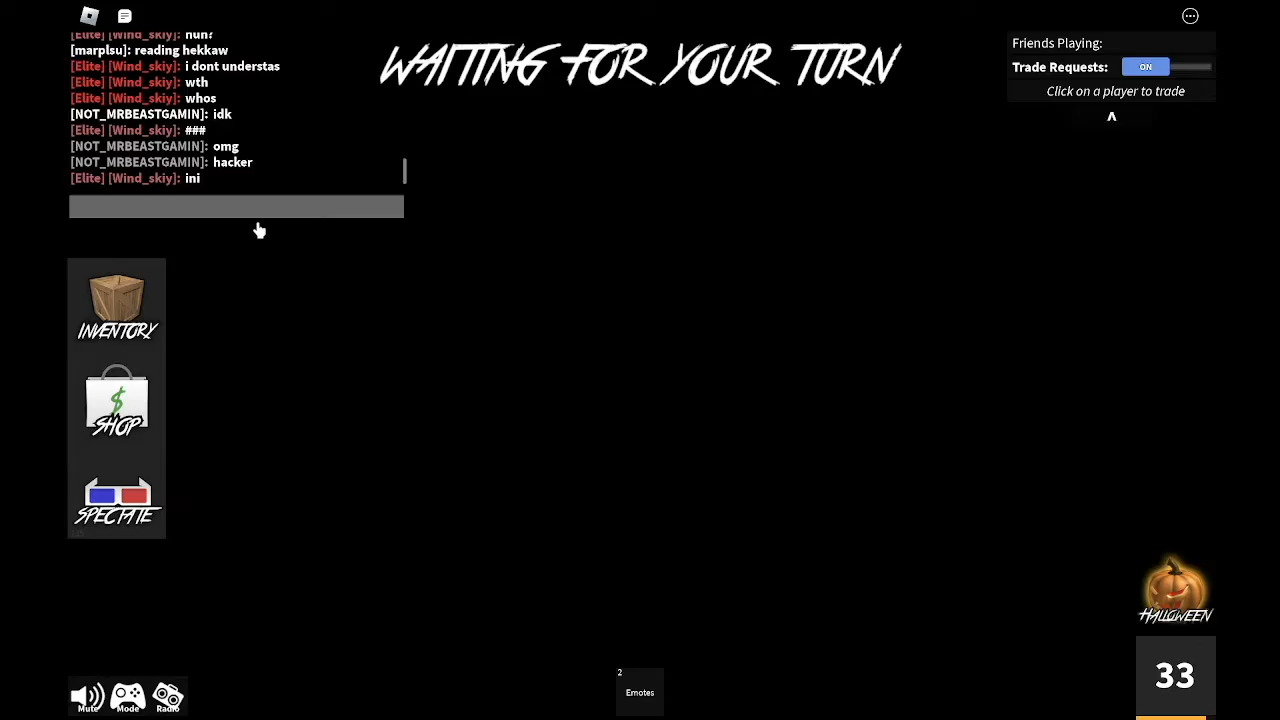 [Elite] [Wind_skiy]: huh?
[marplsu]: reading hekkaw
[Elite] [Wind_skiy]: i dont understas
[Elite] [Wind_skiy]: wth
[Elite] [Wind_skiy]: whos
[NOT_MRBEASTGAMIN]: idk
[Elite] [Wind_skiy]: ###
[NOT_MRBEASTGAMIN]: omg
[NOT_MRBEASTGAMIN]: hacker
[Elite] [Wind_skiy]: ini
WAITING FOR YOUR TURN
Friends Playing:
Trade Requests: ON
Click on a player to trade
^
INVENTORY
$
SHOP
SPECTATE
HALLOWEEN
33
2
Emotes
Mute Mode Radio